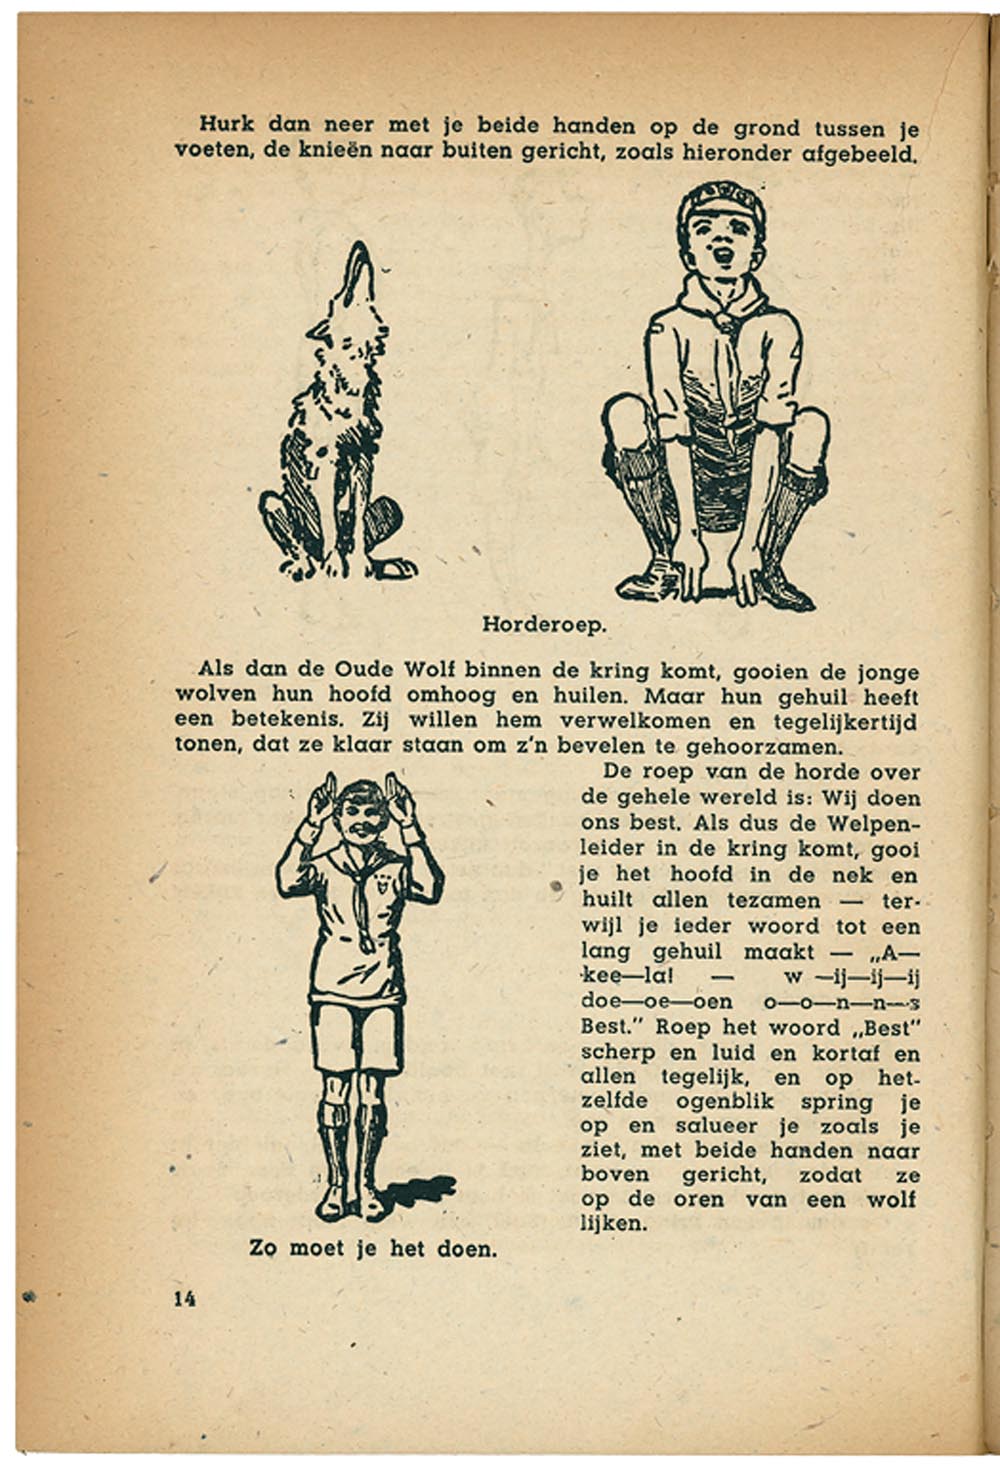 Hurk dan neer met je beide handen op de grond tussen je
voeten, de knieën naar buiten gericht, zoals hieronder afgebeeld.
Horderoep.
Als dan de Oude Wolf binnen de kring komt, gooien de jonge
wolven hun hoofd omhoog en huilen. Maar hun gehuil heeft
een betekenis. Zij willen hem verwelkomen en tegelijkertijd
tonen, dat ze klaar staan om z'n bevelen te gehoorzamen.
De roep van de horde over
de gehele wereld is: Wij doen
ons best. Als dus de Welpen-
leider in de kring komt, gooi
je het hoofd in de nek en
huilt allen tezamen — ter-
wijl je ieder woord tot een
lang gehuil maakt — „A—
kee—la! — w —ij—ij—ij
doe—oe—oen o—o—n—n—s
Best.” Roep het woord „Best”
scherp en luid en kortaf en
allen tegelijk, en op het-
zelfde ogenblik spring je
op en salueer je zoals je
ziet, met beide handen naar
boven gericht, zodat ze
op de oren van een wolf
lijken.
Zo moet je het doen.
14